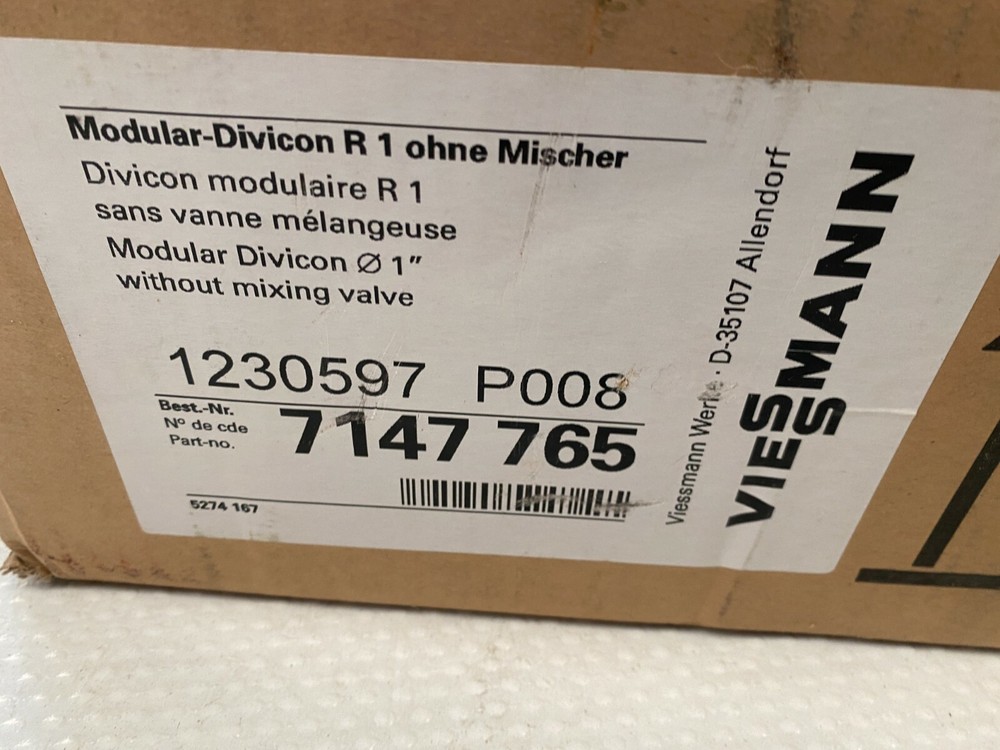 Modular-Divicon R 1 ohne Mischer
Divicon modulaire R 1
sans vanne mélangeuse
Modular Divicon Ø 1″
without mixing valve
1230597 P008
Best.-Nr.
Nº de cde
Part-no.
7147 765
5274 167
Viessmann Werke · D-35107 Allendorf
VIESSMANN